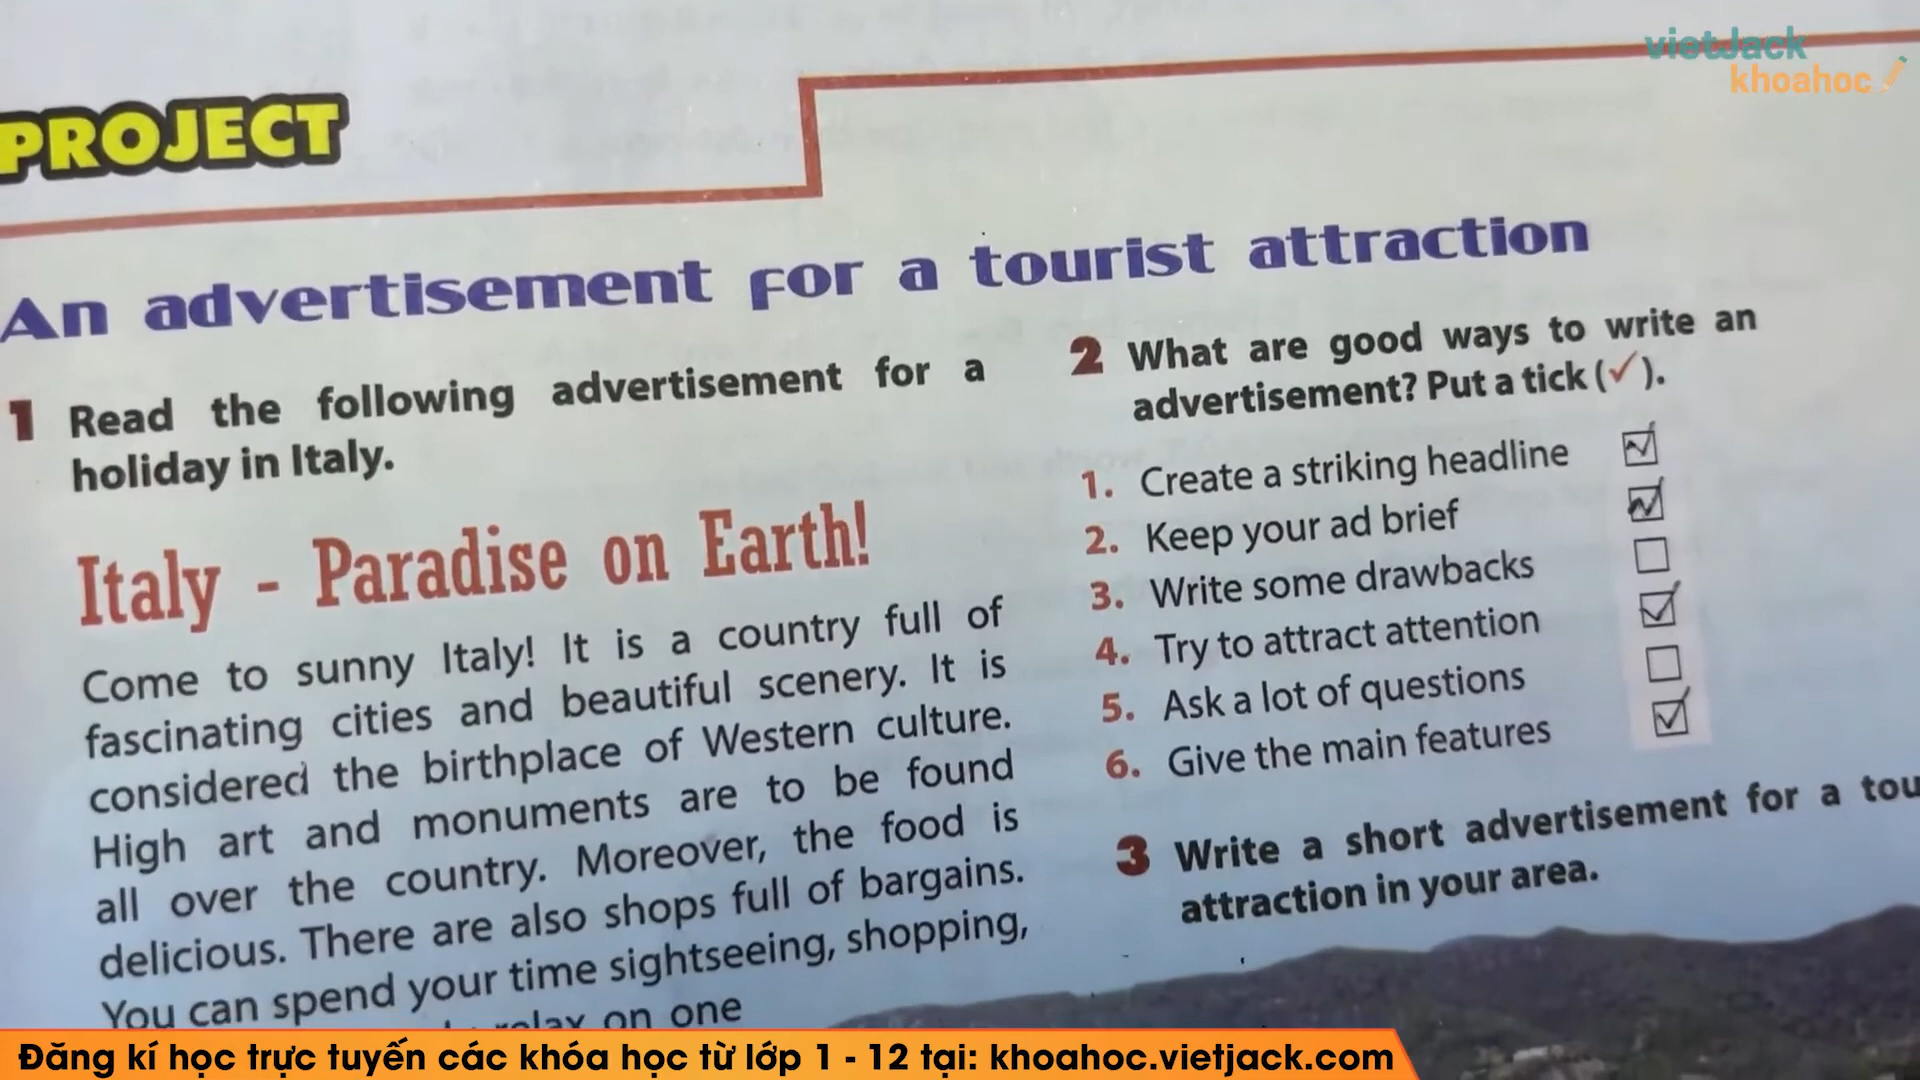 vietJack
khoahoc
PROJECT
An advertisement for a tourist attraction
1 Read the following advertisement for a
holiday in Italy.
Italy - Paradise on Earth!
Come to sunny Italy! It is a country full of
fascinating cities and beautiful scenery. It is
considered the birthplace of Western culture.
High art and monuments are to be found
all over the country. Moreover, the food is
delicious. There are also shops full of bargains.
You can spend your time sightseeing, shopping,
relax on one
2 What are good ways to write an
advertisement? Put a tick (✓).
1. Create a striking headline
2. Keep your ad brief
3. Write some drawbacks
4. Try to attract attention
5. Ask a lot of questions
6. Give the main features
3 Write a short advertisement for a tou
attraction in your area.
Đăng kí học trực tuyến các khóa học từ lớp 1 - 12 tại: khoahoc.vietjack.com